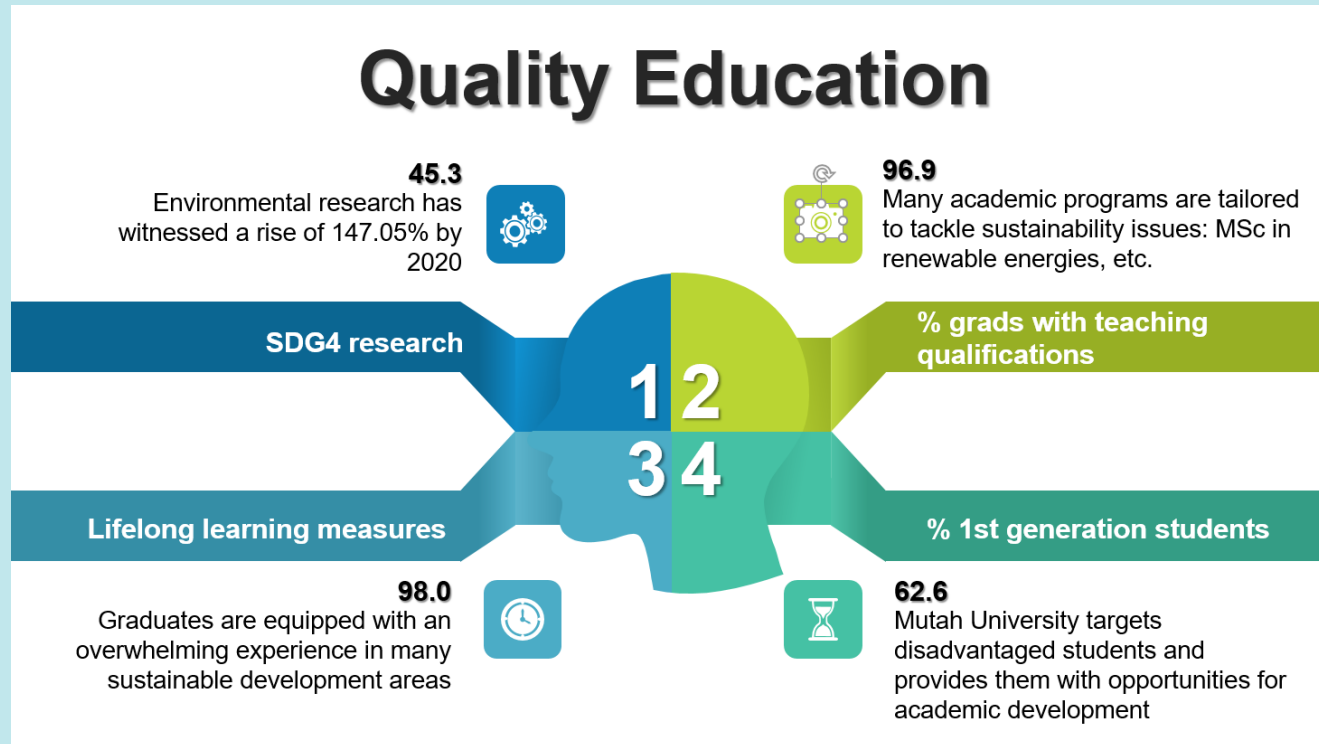 Quality Education
45.3
Environmental research has
witnessed a rise of 147.05% by
2020
96.9
Many academic programs are tailored
to tackle sustainability issues: MSc in
renewable energies, etc.
SDG4 research
% grads with teaching
qualifications
1 2
3 4
Lifelong learning measures
% 1st generation students
98.0
Graduates are equipped with an
overwhelming experience in many
sustainable development areas
62.6
Mutah University targets
disadvantaged students and
provides them with opportunities for
academic development